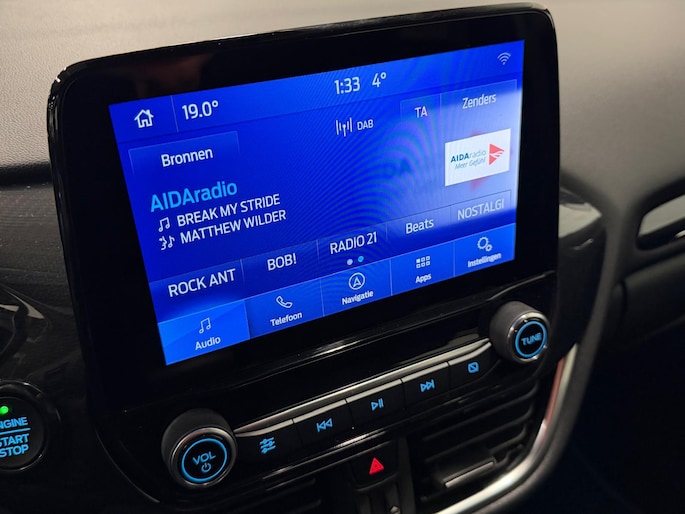 19.0°
1:33 4°
DAB
TA
Zenders
Bronnen
AIDAradio
BREAK MY STRIDE
MATTHEW WILDER
AIDAradio
Meer Gefühl
ROCK ANT
BOB!
RADIO 21
Beats
NOSTALGI
Audio
Telefoon
Navigatie
Apps
Instellingen
VOL
TUNE
ENGINE
START
STOP